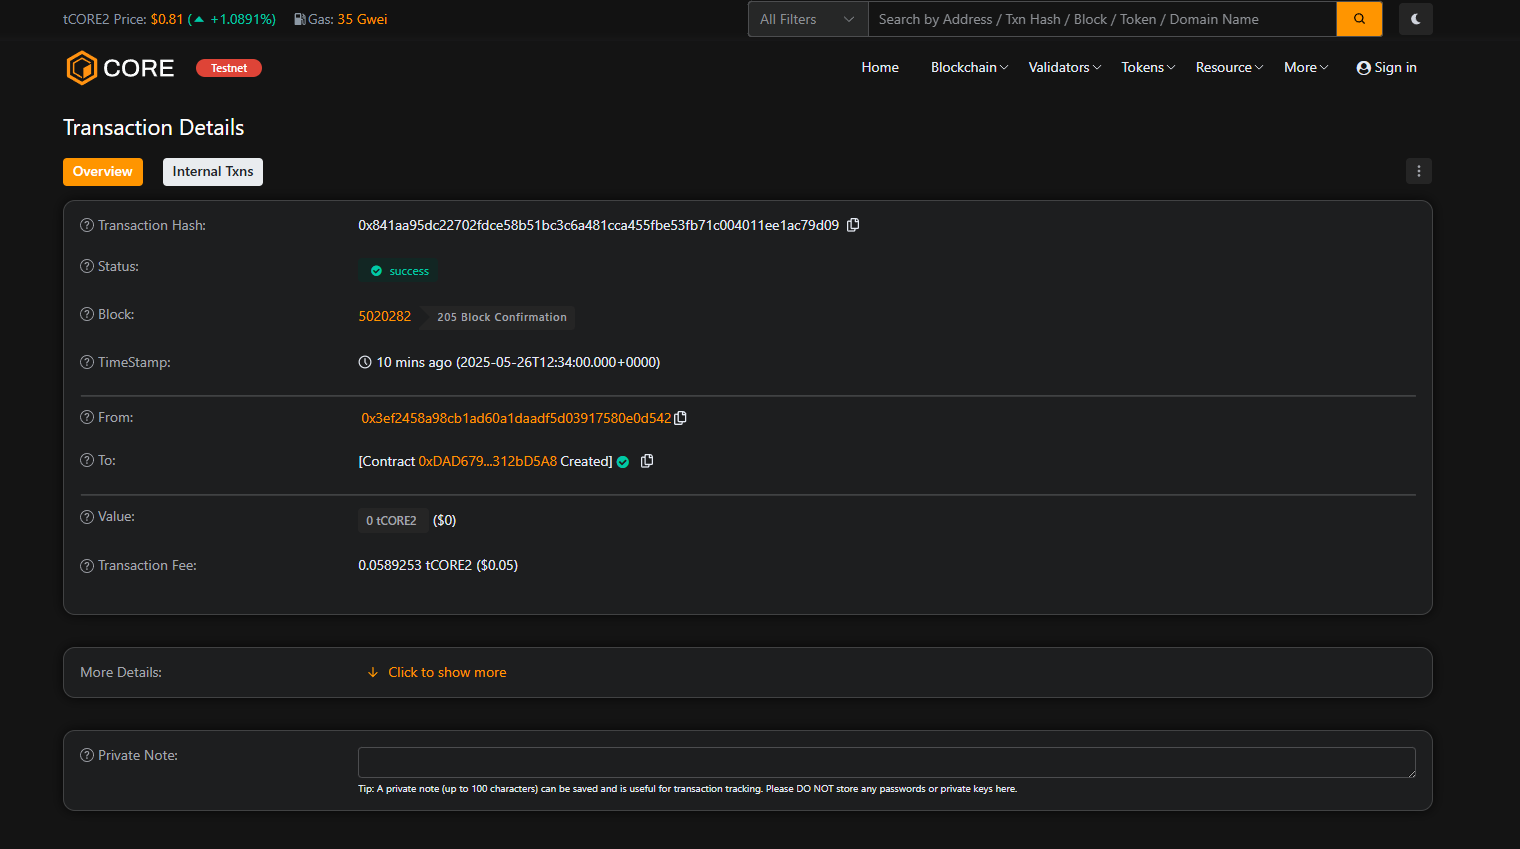 tCORE2 Price: $0.81 ( +1.0891%) Gas: 35 Gwei
All Filters Search by Address / Txn Hash / Block / Token / Domain Name
CORE Testnet
Home Blockchain Validators Tokens Resource More Sign in
Transaction Details
Overview Internal Txns
Transaction Hash: 0x841aa95dc22702fdce58b51bc3c6a481cca455fbe53fb71c004011ee1ac79d09
Status: success
Block: 5020282 205 Block Confirmation
TimeStamp: 10 mins ago (2025-05-26T12:34:00.000+0000)
From: 0x3ef2458a98cb1ad60a1daadf5d03917580e0d542
To: [Contract 0xDAD679...312bD5A8 Created]
Value: 0 tCORE2 ($0)
Transaction Fee: 0.0589253 tCORE2 ($0.05)
More Details: Click to show more
Private Note:
Tip: A private note (up to 100 characters) can be saved and is useful for transaction tracking. Please DO NOT store any passwords or private keys here.